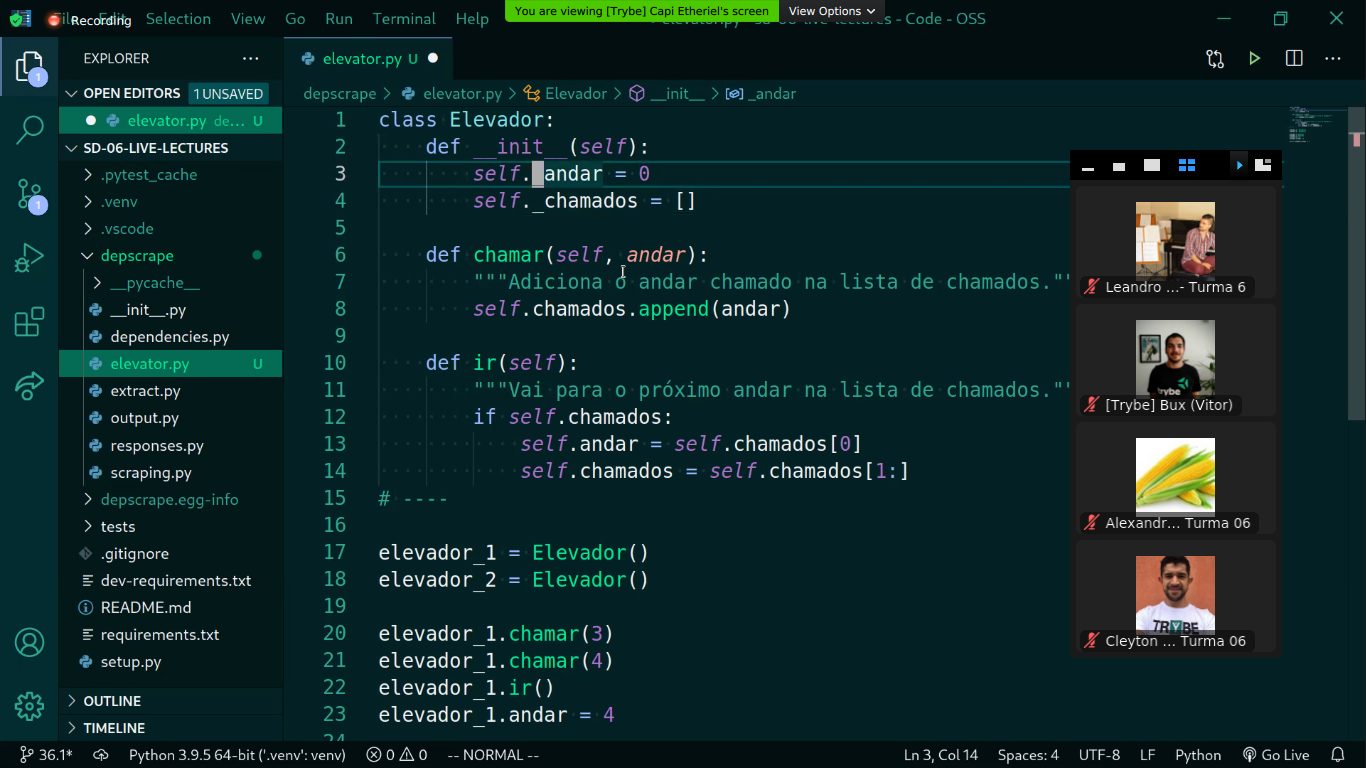 Recording
File Edit Selection View Go Run Terminal Help
You are viewing [Trybe] Capi Etheriel's screen
View Options
sd-06-live-lectures - Code - OSS
EXPLORER
OPEN EDITORS 1 UNSAVED
elevator.py de... U
SD-06-LIVE-LECTURES
.pytest_cache
.venv
.vscode
depscrape
__pycache__
__init__.py
dependencies.py
elevator.py U
extract.py
output.py
responses.py
scraping.py
depscrape.egg-info
tests
.gitignore
dev-requirements.txt
README.md
requirements.txt
setup.py
OUTLINE
TIMELINE
1
1
elevator.py U
depscrape > elevator.py > Elevador > __init__ > _andar
1 class Elevador:
2 def __init__(self):
3 self._andar = 0
4 self._chamados = []
5
6 def chamar(self, andar):
7 """Adiciona o andar chamado na lista de chamados.""
8 self.chamados.append(andar)
9
10 def ir(self):
11 """Vai para o próximo andar na lista de chamados.""
12 if self.chamados:
13 self.andar = self.chamados[0]
14 self.chamados = self.chamados[1:]
15 # ----
16
17 elevador_1 = Elevador()
18 elevador_2 = Elevador()
19
20 elevador_1.chamar(3)
21 elevador_1.chamar(4)
22 elevador_1.ir()
23 elevador_1.andar = 4
24
Leandro ...- Turma 6
trybe
[Trybe] Bux (Vitor)
Alexandr... Turma 06
TRYBE
Cleyton ... Turma 06
36.1* Python 3.9.5 64-bit ('.venv': venv) 0 0 -- NORMAL -- Ln 3, Col 14 Spaces: 4 UTF-8 LF Python Go Live